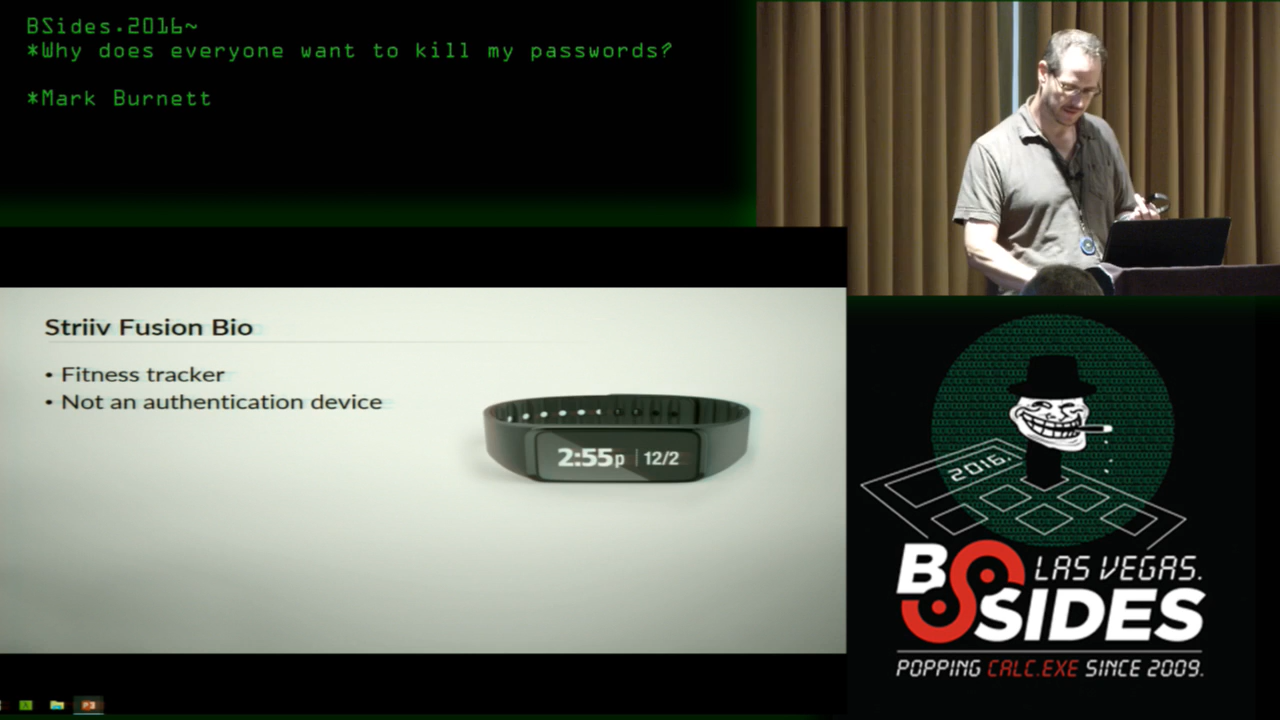 BSides.2016~
*Why does everyone want to kill my passwords?
*Mark Burnett
Striiv Fusion Bio
• Fitness tracker
• Not an authentication device
2:55p | 12/2
2016.
BSIDES
LAS VEGAS.
POPPING CALC.EXE SINCE 2009.